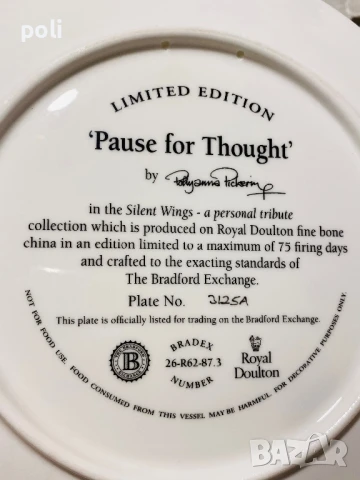 poli
LIMITED EDITION
'Pause for Thought'
by Pollyanna Pickering
in the Silent Wings - a personal tribute
collection which is produced on Royal Doulton fine bone
china in an edition limited to a maximum of 75 firing days
and crafted to the exacting standards of
The Bradford Exchange.
Plate No.
This plate is officially listed for trading on the Bradford Exchange.
B
BRADEX
26-R62-87.3
NUMBER
Royal
Doulton
NOT FOR FOOD USE. FOOD CONSUMED FROM THIS VESSEL MAY BE HARMFUL. FOR DECORATIVE PURPOSES ONLY.
BAZAR
bg